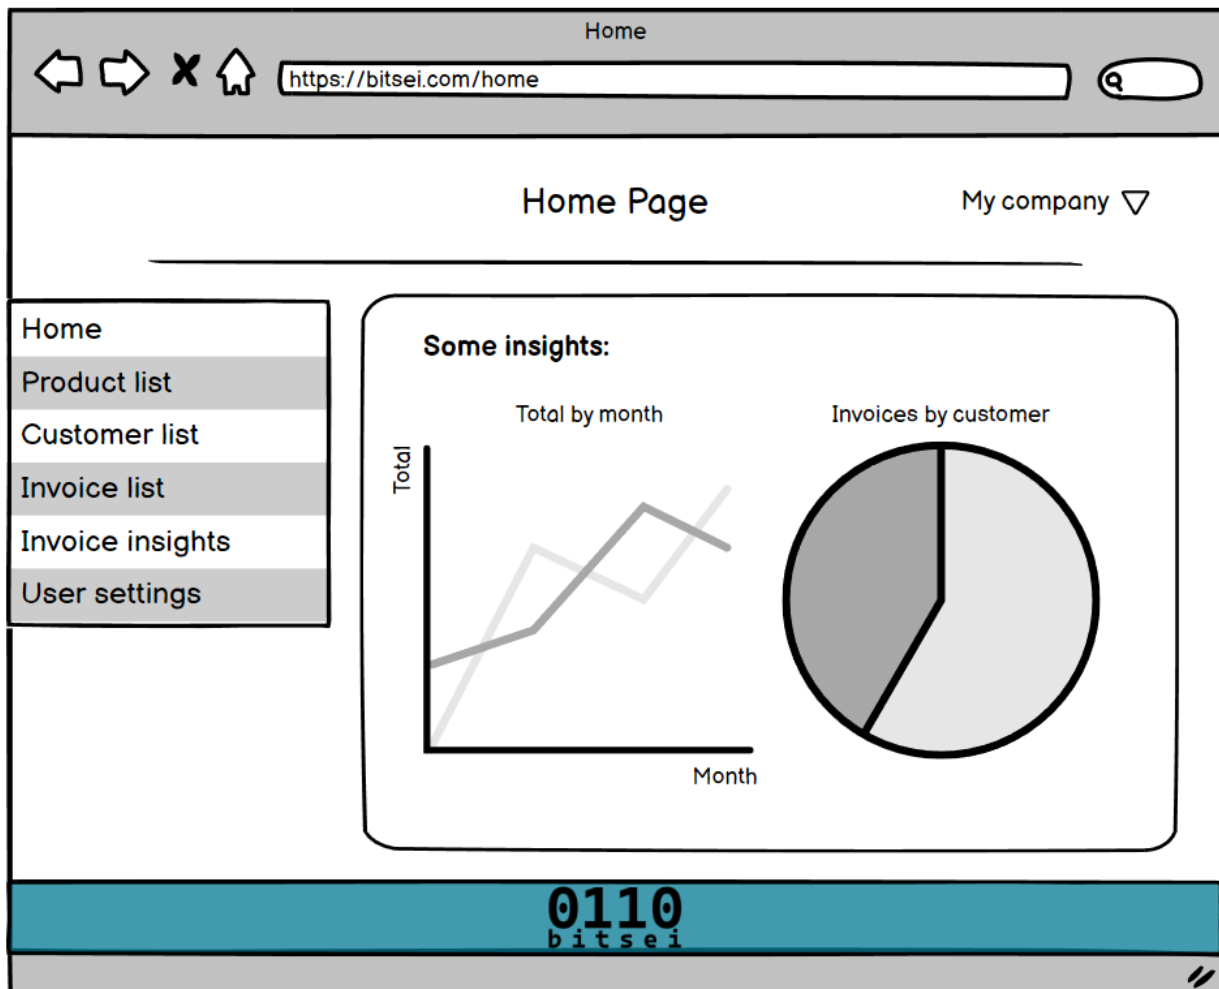 Home
https://bitsei.com/home
Home Page
My company
Home
Product list
Customer list
Invoice list
Invoice insights
User settings
Some insights:
Total by month
Invoices by customer
Total
Month
0110
bitsei